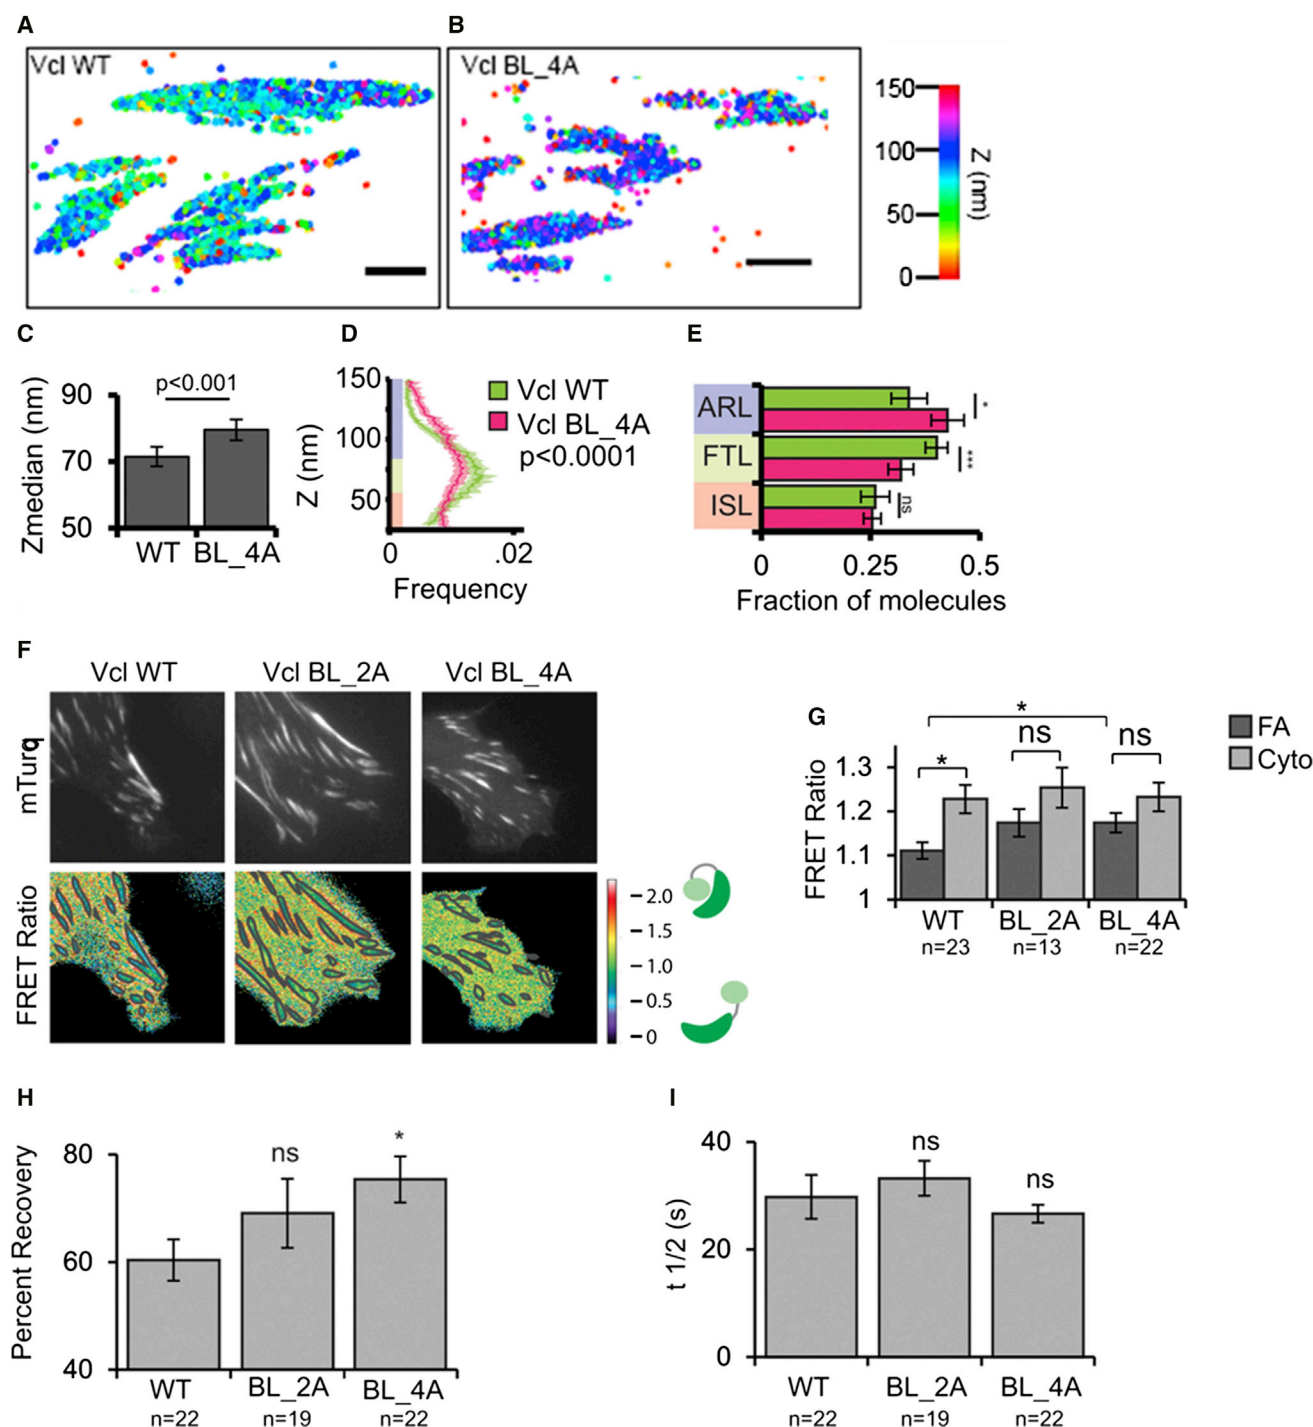 A
B
Vcl WT
Vcl BL_4A
150
100
50
0
Z (nm)
C
D
E
Zmedian (nm)
90
70
50
p<0.001
WT BL_4A
Z (nm)
150
100
50
0 .02
Frequency
Vcl WT
Vcl BL_4A
p<0.0001
ARL
FTL
ISL
*
***
ns
0 0.25 0.5
Fraction of molecules
F
Vcl WT Vcl BL_2A Vcl BL_4A
mTurq
FRET Ratio
2.0
1.5
1.0
0.5
0
G
FRET Ratio
1.3
1.2
1.1
1
*
* ns ns
FA
Cyto
WT BL_2A BL_4A
n=23 n=13 n=22
H
Percent Recovery
80
60
40
ns *
WT BL_2A BL_4A
n=22 n=19 n=22
I
t 1/2 (s)
40
20
0
ns ns
WT BL_2A BL_4A
n=22 n=19 n=22